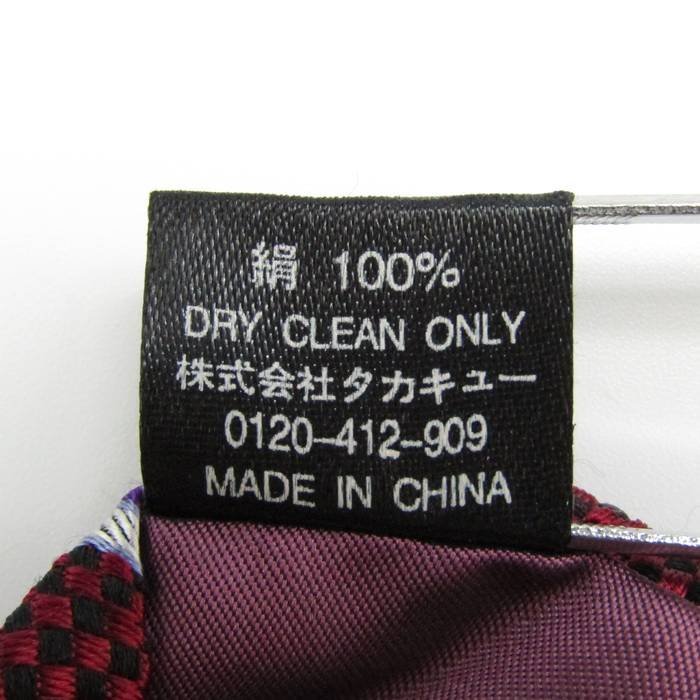 絹 100%
DRY CLEAN ONLY
株式会社タカキュー
0120-412-909
MADE IN CHINA